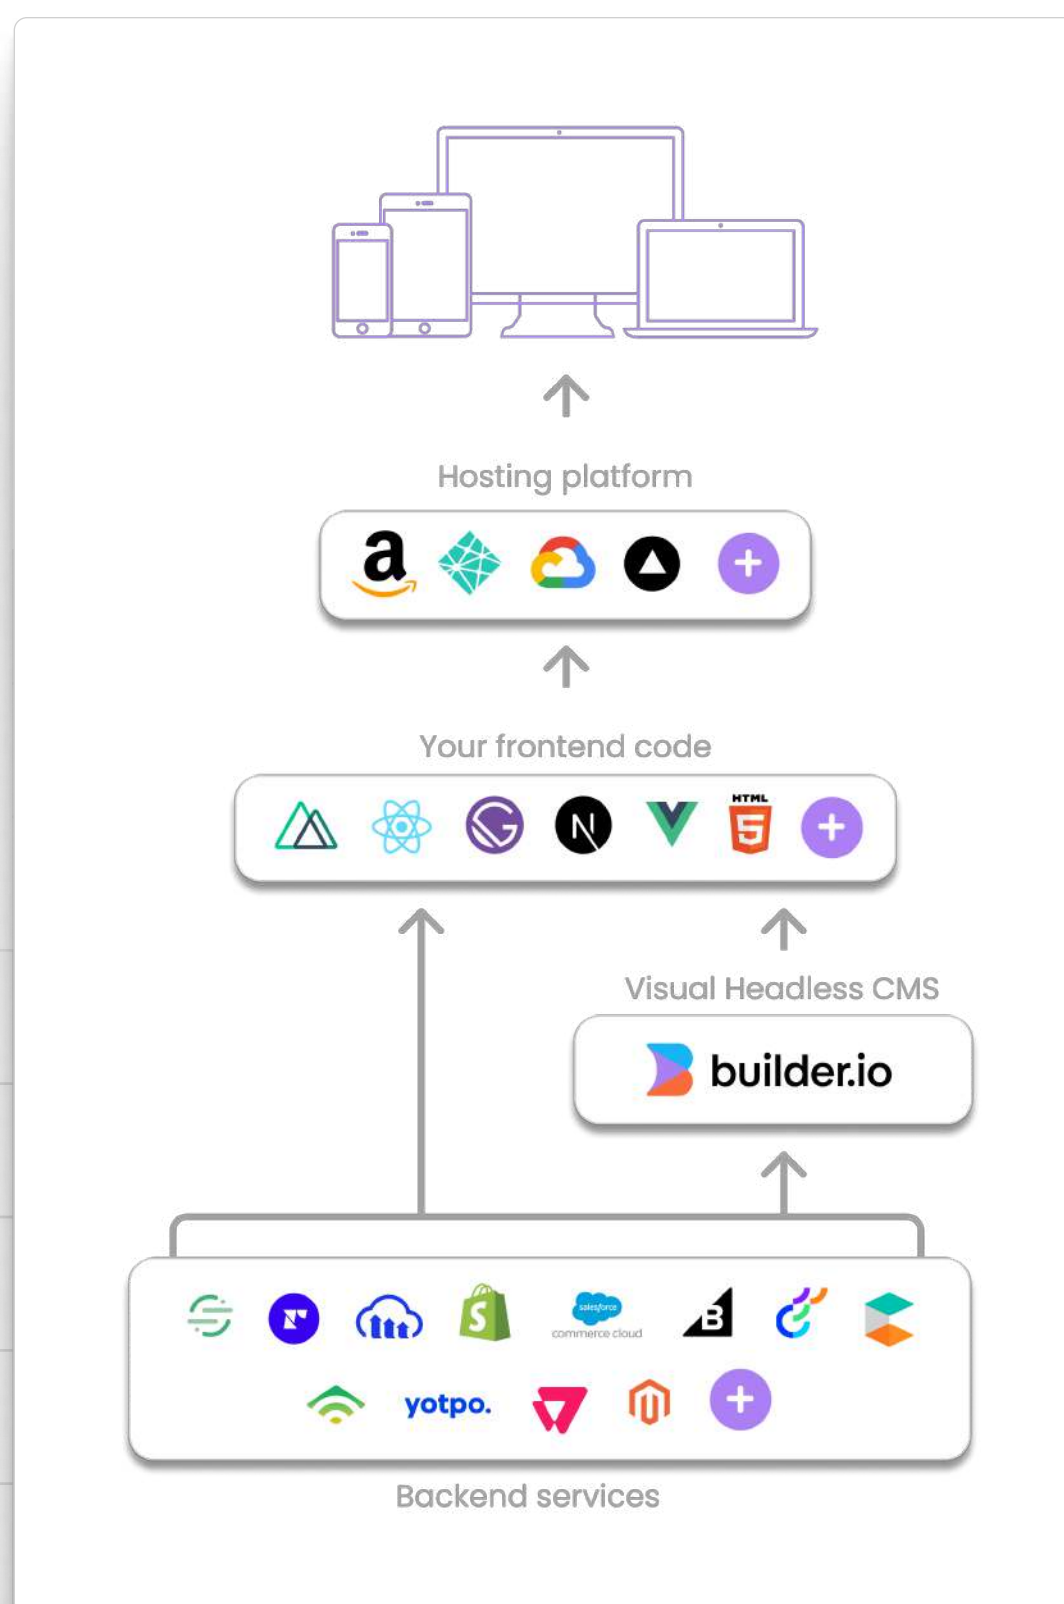 Hosting platform
a
Your frontend code
N
HTML
5
Visual Headless CMS
builder.io
S
salesforce
commerce cloud
B
yotpo.
Backend services